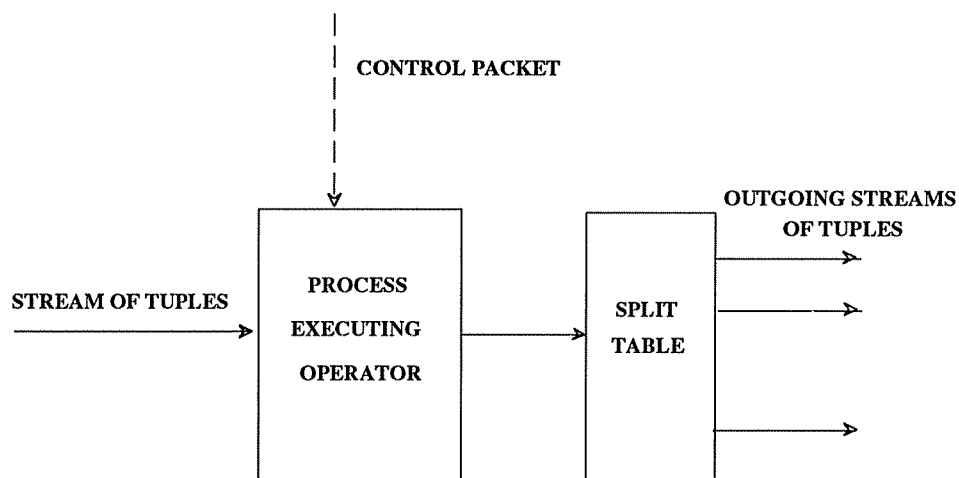 CONTROL PACKET
OUTGOING STREAMS
OF TUPLES
STREAM OF TUPLES
PROCESS
EXECUTING
OPERATOR
SPLIT
TABLE